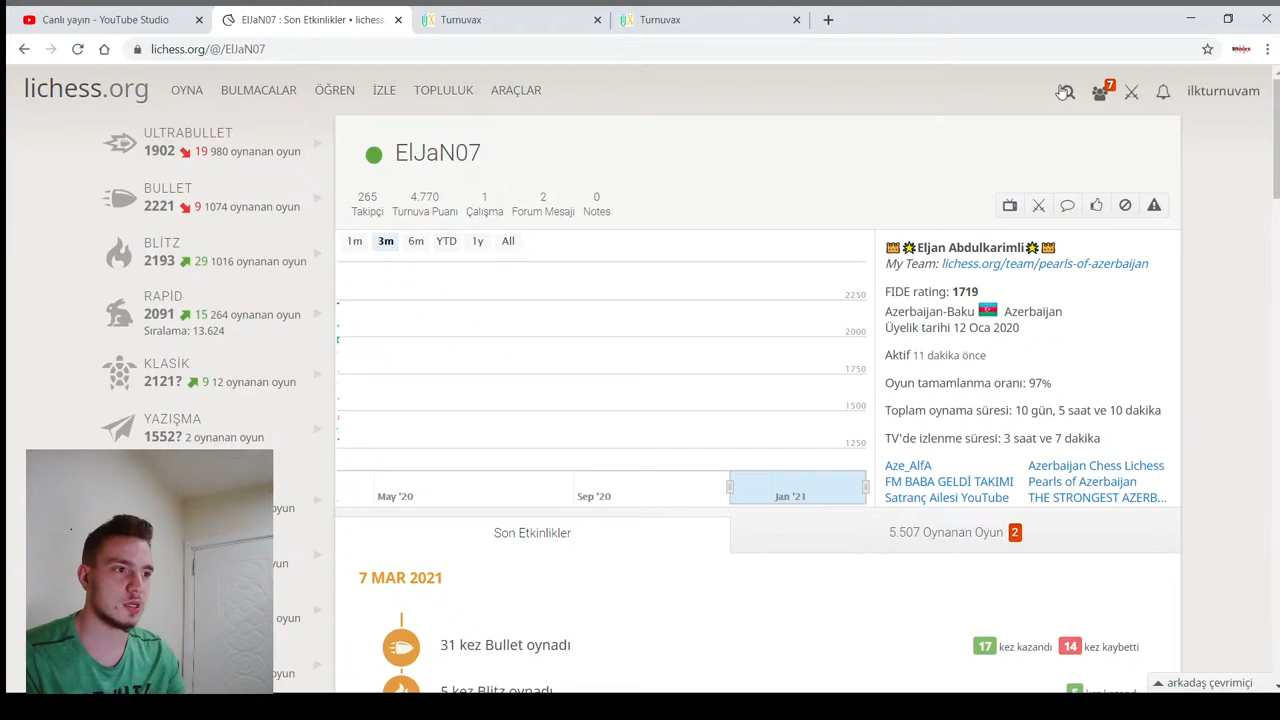 Canlı yayın - YouTube Studio
ElJaN07 : Son Etkinlikler • lichess
Turnuvax
Turnuvax
lichess.org/@/ElJaN07
lichess.org
OYNA BULMACALAR ÖĞREN İZLE TOPLULUK ARAÇLAR
7
ilkturnuvam
ULTRABULLET
1902 19 980 oynanan oyun
BULLET
2221 9 1074 oynanan oyun
BLİTZ
2193 29 1016 oynanan oyun
RAPİD
2091 15 264 oynanan oyun
Sıralama: 13.624
KLASİK
2121? 9 12 oynanan oyun
YAZIŞMA
1552? 2 oynanan oyun
oyun
oyun
oyun
ElJaN07
265 4.770 1 2 0
Takipçi Turnuva Puanı Çalışma Forum Mesajı Notes
1m 3m 6m YTD 1y All
2250
2000
1750
1500
1250
May '20 Sep '20 Jan '21
Eljan Abdulkarimli
My Team: lichess.org/team/pearls-of-azerbaijan
FIDE rating: 1719
Azerbaijan-Baku Azerbaijan
Üyelik tarihi 12 Oca 2020
Aktif 11 dakika önce
Oyun tamamlanma oranı: 97%
Toplam oynama süresi: 10 gün, 5 saat ve 10 dakika
TV'de izlenme süresi: 3 saat ve 7 dakika
Aze_AlfA Azerbaijan Chess Lichess
FM BABA GELDİ TAKIMI Pearls of Azerbaijan
Satranç Ailesi YouTube THE STRONGEST AZERB...
Son Etkinlikler
5.507 Oynanan Oyun 2
7 MAR 2021
31 kez Bullet oynadı
17 kez kazandı 14 kez kaybetti
5 kez Blitz oynadı
arkadaş çevrimiçi